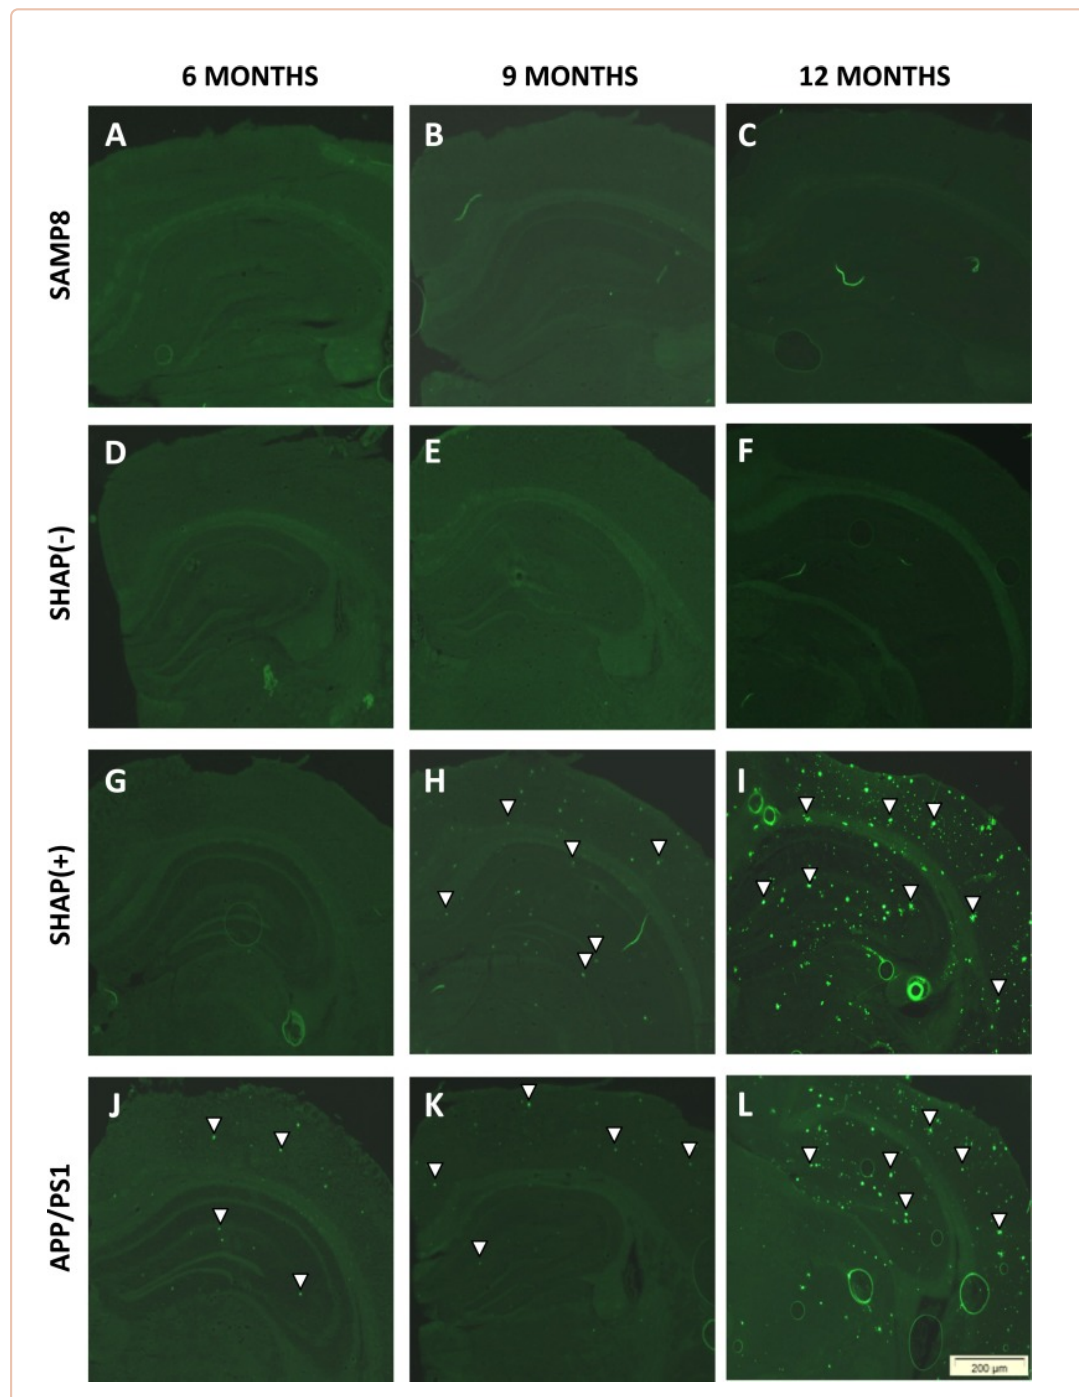 6 MONTHS 9 MONTHS 12 MONTHS
SAMP8
A B C
SHAP(-)
D E F
SHAP(+)
G H I
APP/PS1
J K L
200 µm